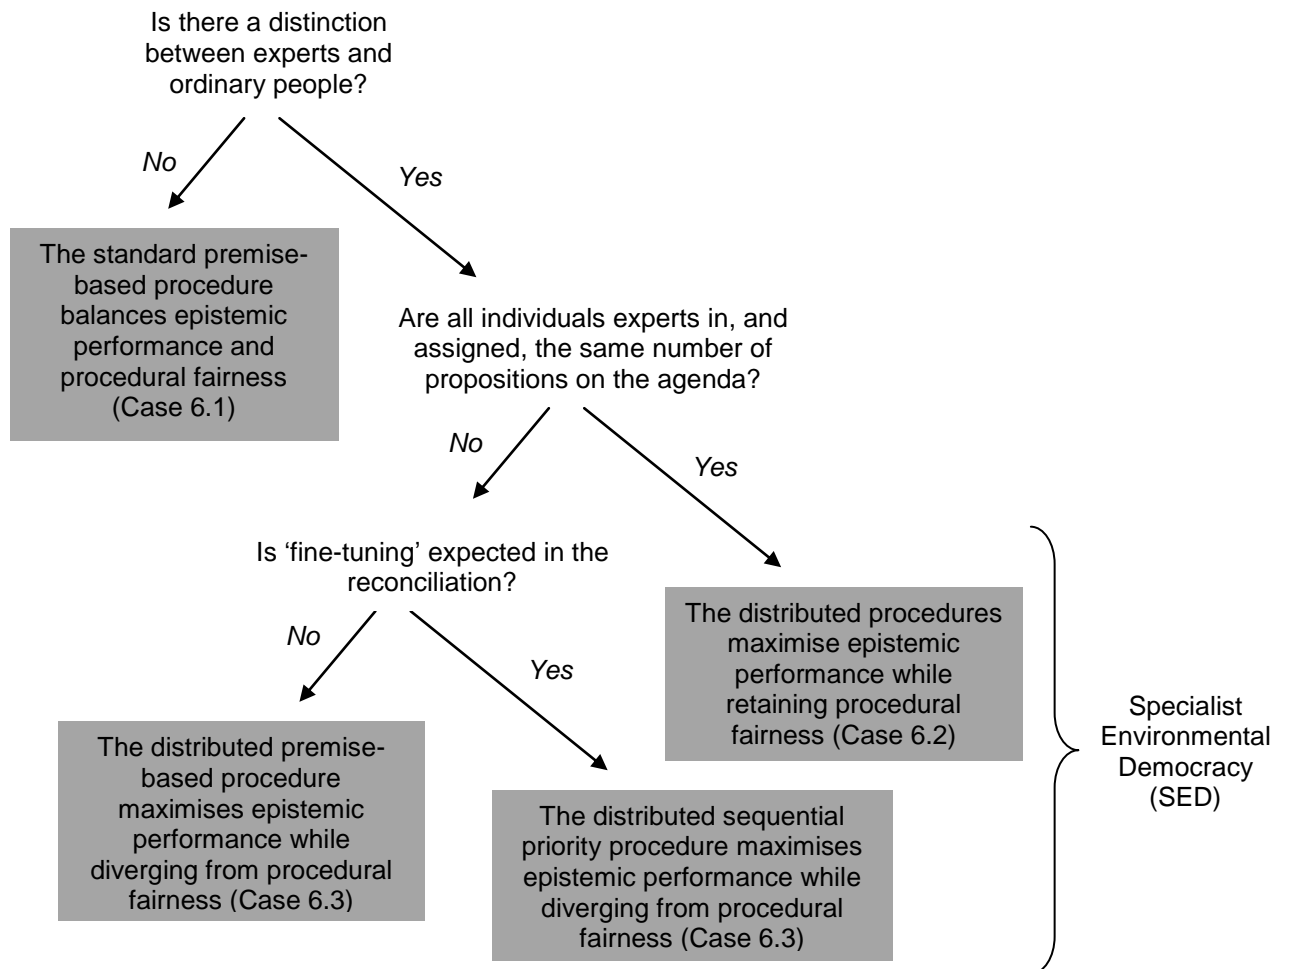 Is there a distinction
between experts and
ordinary people?
No
Yes
The standard premise-
based procedure
balances epistemic
performance and
procedural fairness
(Case 6.1)
Are all individuals experts in, and
assigned, the same number of
propositions on the agenda?
No
Yes
Is ‘fine-tuning’ expected in the
reconciliation?
No
Yes
The distributed procedures
maximise epistemic
performance while
retaining procedural
fairness (Case 6.2)
The distributed premise-
based procedure
maximises epistemic
performance while
diverging from procedural
fairness (Case 6.3)
The distributed sequential
priority procedure maximises
epistemic performance while
diverging from procedural
fairness (Case 6.3)
Specialist
Environmental
Democracy
(SED)